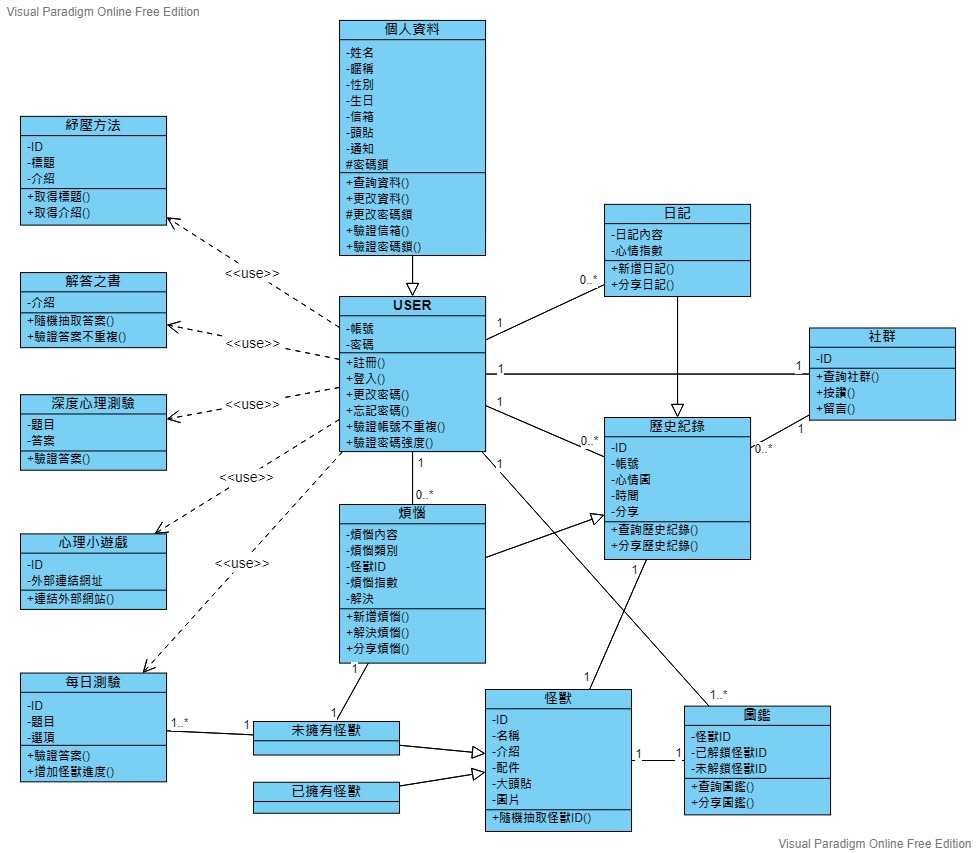 Visual Paradigm Online Free Edition
個人資料
-姓名
-暱稱
-性別
-生日
-信箱
-頭貼
-通知
#密碼鎖
+查詢資料()
+更改資料()
#更改密碼鎖
+驗證信箱()
+驗證密碼鎖()
紓壓方法
-ID
-標題
-介紹
+取得標題()
+取得介紹()
<<use>>
解答之書
-介紹
+隨機抽取答案()
+驗證答案不重複()
<<use>>
深度心理測驗
-題目
-答案
+驗證答案()
<<use>>
心理小遊戲
-ID
-外部連結網址
+連結外部網站()
<<use>>
每日測驗
-ID
-題目
-選項
+驗證答案()
+增加怪獸進度()
<<use>>
USER
-帳號
-密碼
+註冊()
+登入()
+更改密碼()
+忘記密碼()
+驗證帳號不重複()
+驗證密碼強度()
日記
-日記內容
-心情指數
+新增日記()
+分享日記()
1
0..*
社群
-ID
+查詢社群()
+按讚()
+留言()
1
1
歷史紀錄
-ID
-帳號
-心情圖
-時間
-分享
+查詢歷史紀錄()
+分享歷史紀錄()
1
0..*
1
0..*
煩惱
-煩惱內容
-煩惱類別
-怪獸ID
-煩惱指數
-解決
+新增煩惱()
+解決煩惱()
+分享煩惱()
1
0..*
未擁有怪獸
1
1
1..*
1
已擁有怪獸
怪獸
-ID
-名稱
-介紹
-配件
-大頭貼
-圖片
+隨機抽取怪獸ID()
1
1
圖鑑
-怪獸ID
-已解鎖怪獸ID
-未解鎖怪獸ID
+查詢圖鑑()
+分享圖鑑()
1
1..*
1
1
Visual Paradigm Online Free Edition